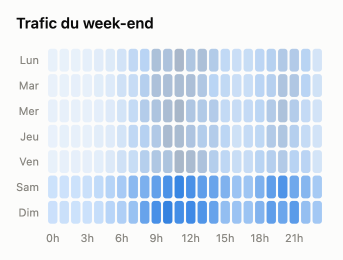 Trafic du week-end
Lun
Mar
Mer
Jeu
Ven
Sam
Dim
0h 3h 6h 9h 12h 15h 18h 21h